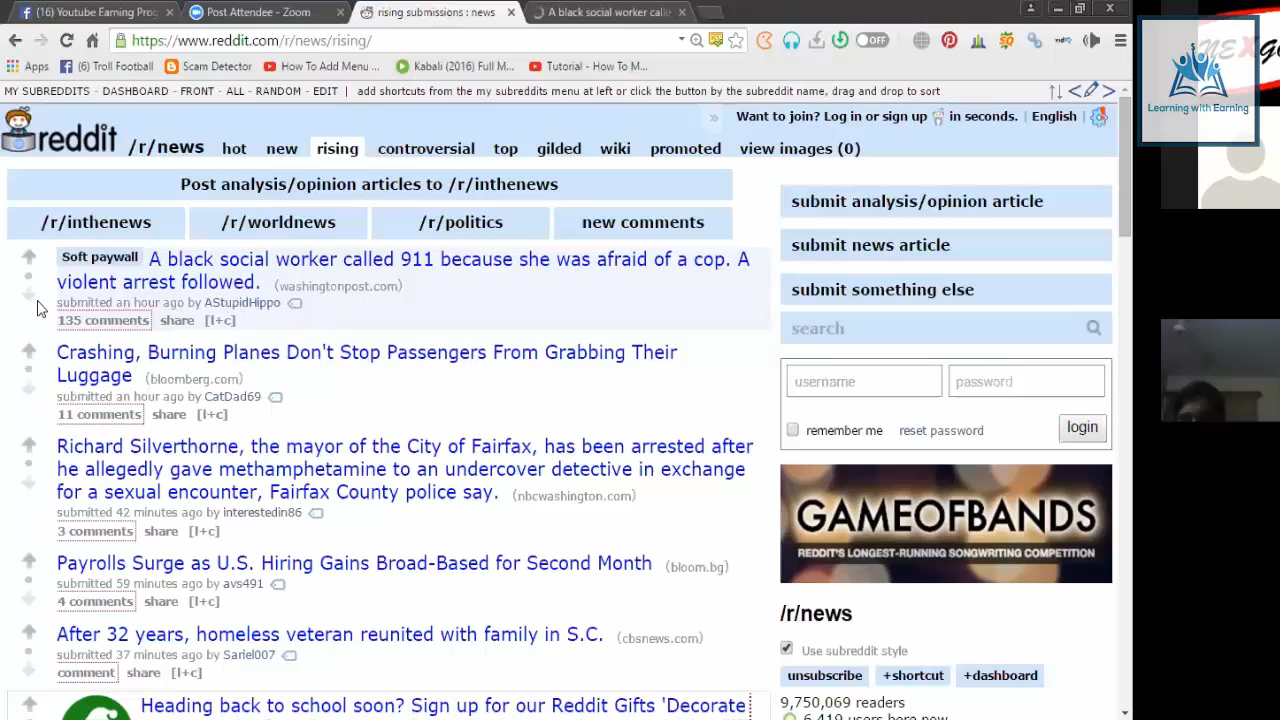 (16) Youtube Earning Pro
Post Attendee - Zoom
rising submissions : news
A black social worker calle
https://www.reddit.com/r/news/rising/
OFF
Apps
(6) Troll Football
Scam Detector
How To Add Menu ...
Kabali (2016) Full M...
Tutorial - How To M...
MY SUBREDDITS - DASHBOARD - FRONT - ALL - RANDOM - EDIT | add shortcuts from the my subreddits menu at left or click the button by the subreddit name, drag and drop to sort
Want to join? Log in or sign up in seconds. | English
reddit /r/news hot new rising controversial top gilded wiki promoted view images (0)
Post analysis/opinion articles to /r/inthenews
/r/inthenews /r/worldnews /r/politics new comments
Soft paywall A black social worker called 911 because she was afraid of a cop. A
violent arrest followed. (washingtonpost.com)
submitted an hour ago by AStupidHippo
135 comments share [l+c]
Crashing, Burning Planes Don't Stop Passengers From Grabbing Their
Luggage (bloomberg.com)
submitted an hour ago by CatDad69
11 comments share [l+c]
Richard Silverthorne, the mayor of the City of Fairfax, has been arrested after
he allegedly gave methamphetamine to an undercover detective in exchange
for a sexual encounter, Fairfax County police say. (nbcwashington.com)
submitted 42 minutes ago by interestedin86
3 comments share [l+c]
Payrolls Surge as U.S. Hiring Gains Broad-Based for Second Month (bloom.bg)
submitted 59 minutes ago by avs491
4 comments share [l+c]
After 32 years, homeless veteran reunited with family in S.C. (cbsnews.com)
submitted 37 minutes ago by Sariel007
comment share [l+c]
Heading back to school soon? Sign up for our Reddit Gifts 'Decorate
submit analysis/opinion article
submit news article
submit something else
search
username password
remember me reset password login
GAMEOFBANDS
REDDIT'S LONGEST-RUNNING SONGWRITING COMPETITION
/r/news
Use subreddit style
unsubscribe +shortcut +dashboard
9,750,069 readers
6,419 users here now
Learning with Earning